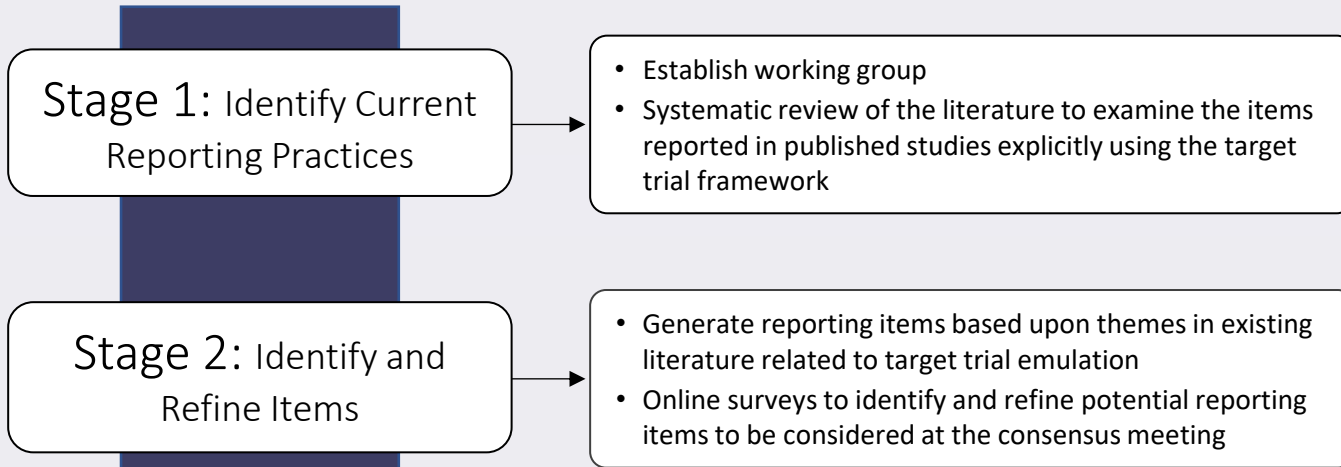 Stage 1: Identify Current
Reporting Practices
• Establish working group
• Systematic review of the literature to examine the items
reported in published studies explicitly using the target
trial framework
Stage 2: Identify and
Refine Items
• Generate reporting items based upon themes in existing
literature related to target trial emulation
• Online surveys to identify and refine potential reporting
items to be considered at the consensus meeting